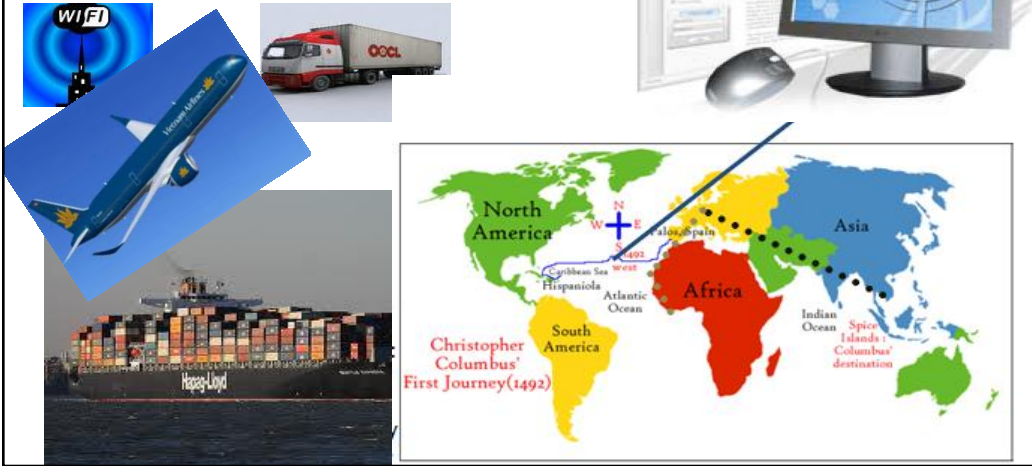 WIFI
OOCL
Vietnam Airlines
Hapag-Lloyd
North
America
N
W E
S
1492
west
Palos, Spain
Caribbean Sea
Hispaniola
Atlantic
Ocean
Africa
Asia
South
America
Indian
Ocean
Spice
Islands :
Columbus'
destination
Christopher
Columbus'
First Journey(1492)